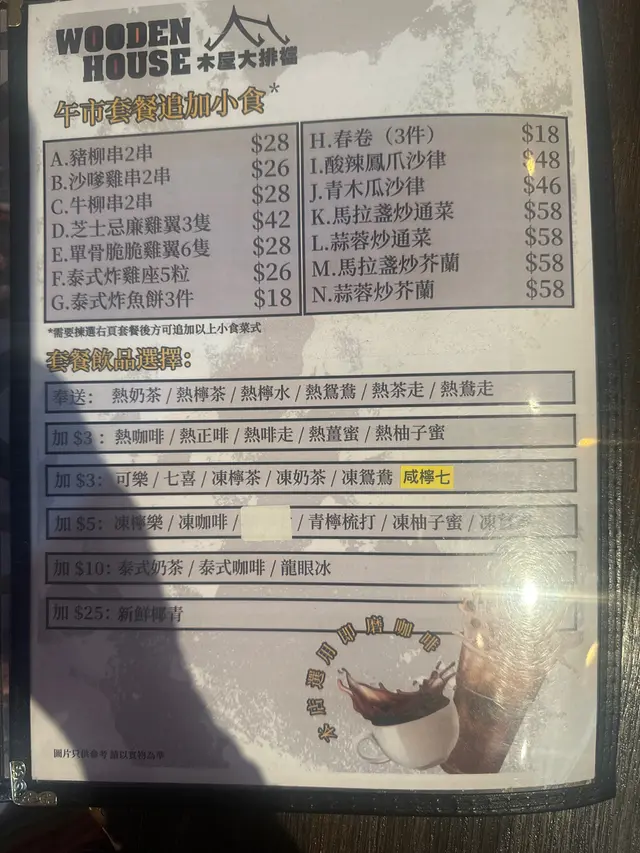 WOODEN
HOUSE 木屋大排檔
午市套餐追加小食*
A.豬柳串2串 $28
B.沙嗲雞串2串 $26
C.牛柳串2串 $28
D.芝士忌廉雞翼3隻 $42
E.單骨脆脆雞翼6隻 $28
F.泰式炸雞座5粒 $26
G.泰式炸魚餅3件 $18
H.春卷（3件） $18
I.酸辣鳳爪沙律 $48
J.青木瓜沙律 $46
K.馬拉盞炒通菜 $58
L.蒜蓉炒通菜 $58
M.馬拉盞炒芥蘭 $58
N.蒜蓉炒芥蘭 $58
*需要揀選右頁套餐後方可追加以上小食菜式
套餐飲品選擇：
奉送： 熱奶茶 / 熱檸茶 / 熱檸水 / 熱鴛鴦 / 熱茶走 / 熱鴦走
加 $3： 熱咖啡 / 熱正啡 / 熱啡走 / 熱薑蜜 / 熱柚子蜜
加 $3： 可樂 / 七喜 / 凍檸茶 / 凍奶茶 / 凍鴛鴦 咸檸七
加 $5： 凍檸樂 / 凍咖啡 / / 青檸梳打 / 凍柚子蜜 / 凍
加 $10： 泰式奶茶 / 泰式咖啡 / 龍眼冰
加 $25： 新鮮椰青
本店選用即磨咖啡
圖片只供參考 請以實物為準